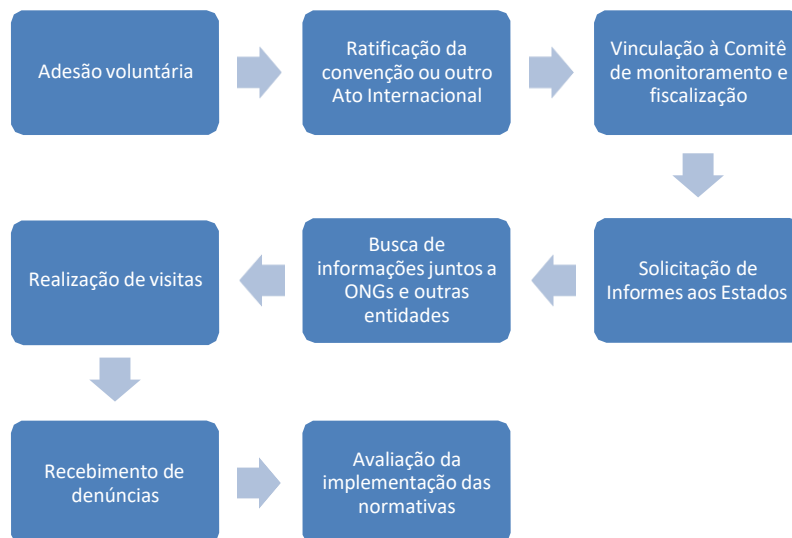 Adesão voluntária
Ratificação da
convenção ou outro
Ato Internacional
Vinculação à Comitê
de monitoramento e
fiscalização
Solicitação de
Informes aos Estados
Busca de
informações juntos a
ONGs e outras
entidades
Realização de visitas
Recebimento de
denúncias
Avaliação da
implementação das
normativas